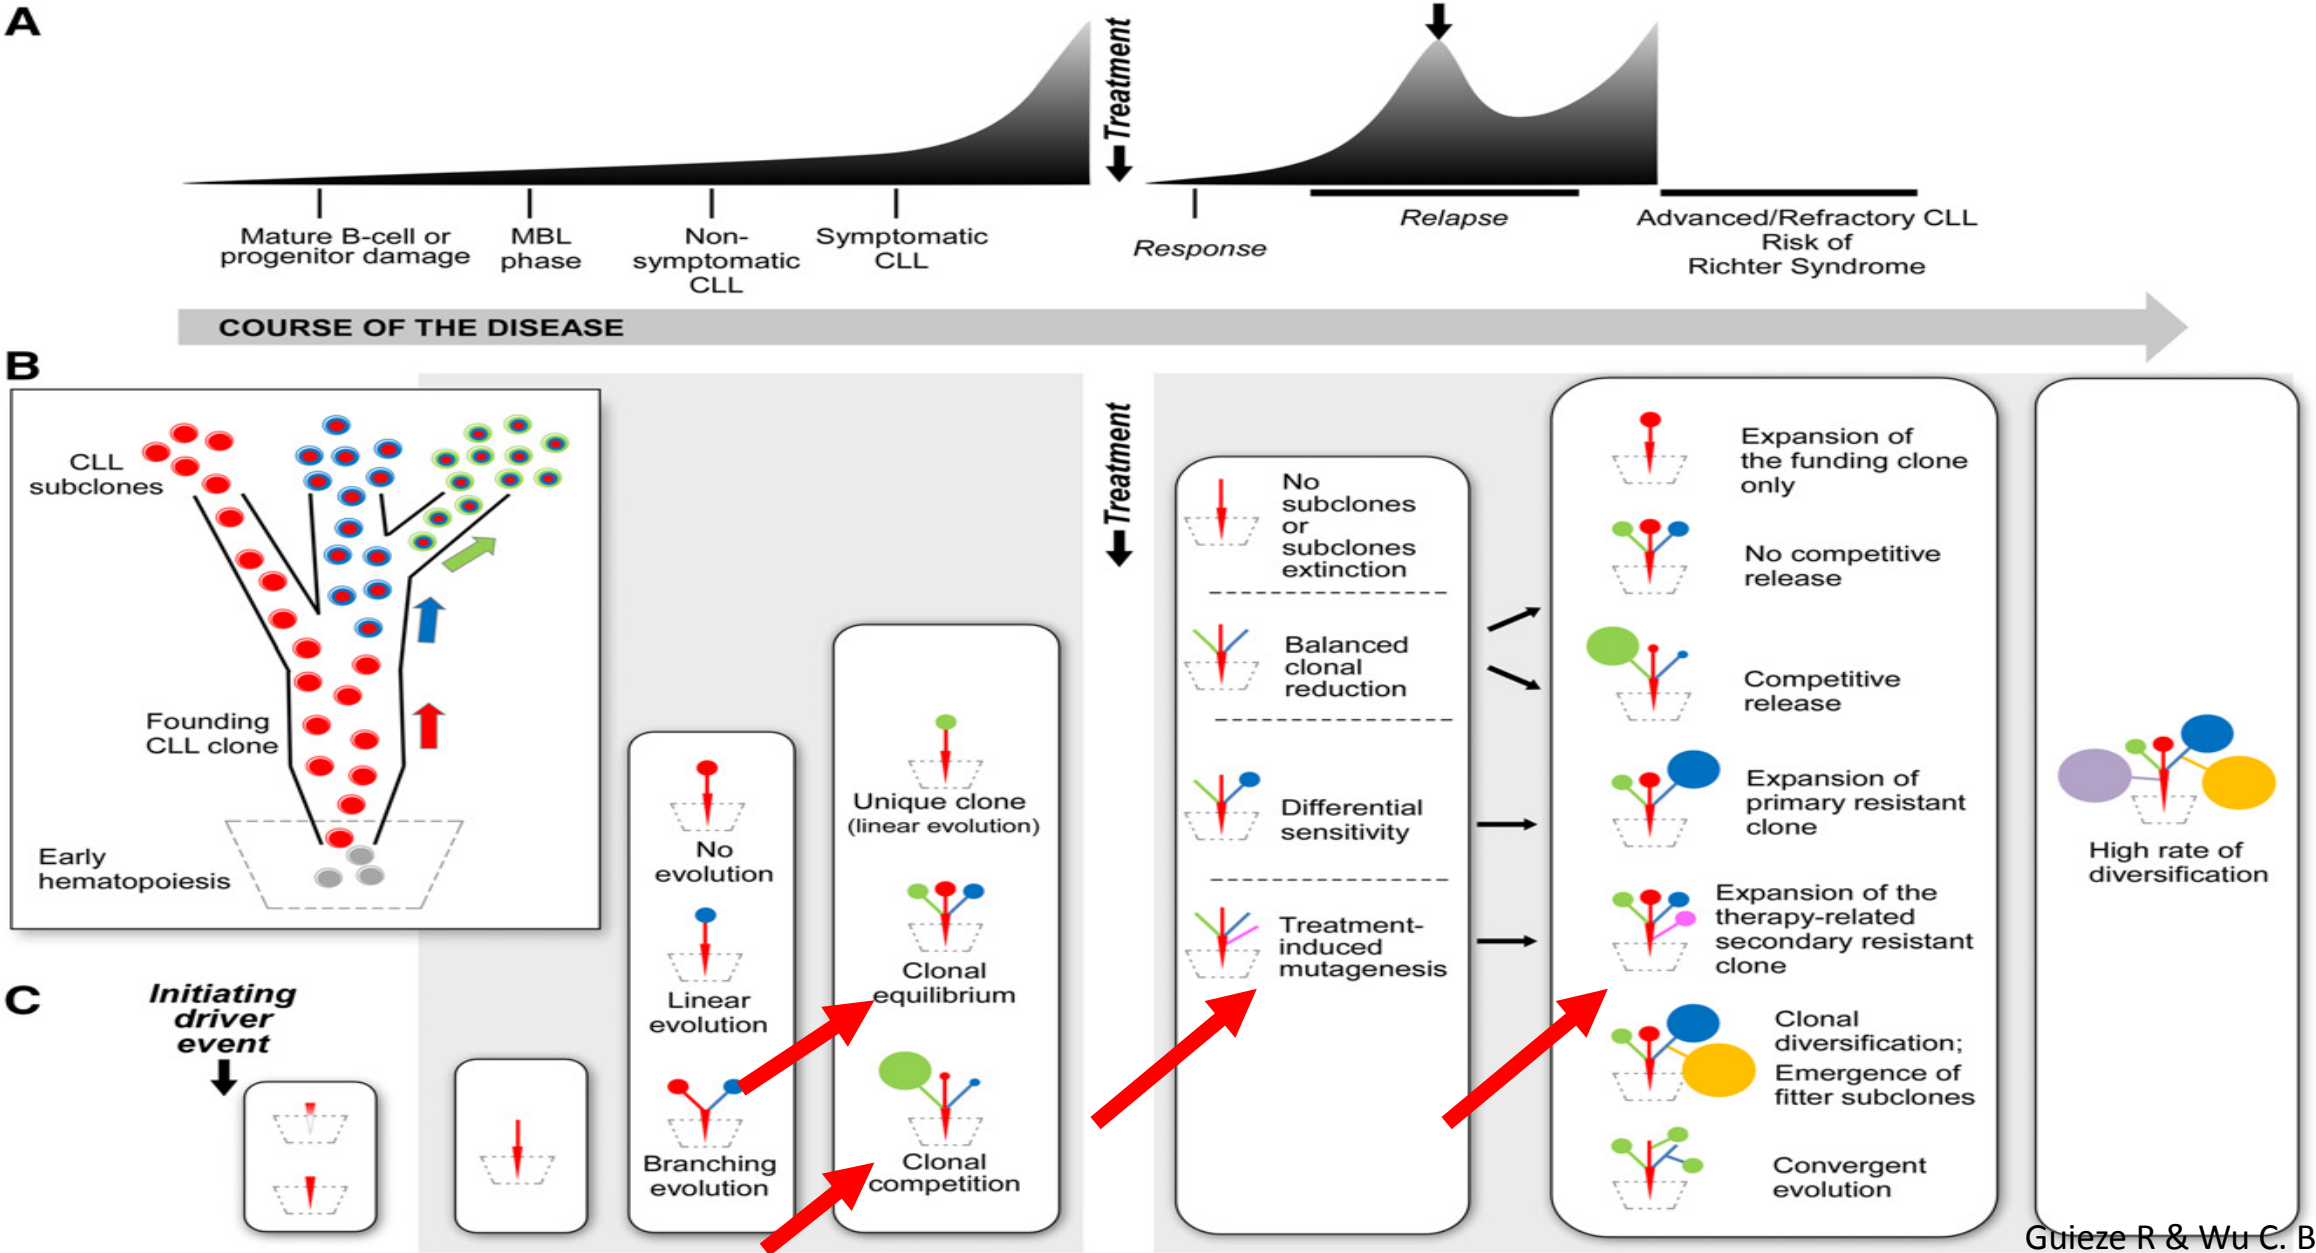 A
Treatment
Mature B-cell or
progenitor damage
MBL
phase
Non-
symptomatic
CLL
Symptomatic
CLL
Response
Relapse
Advanced/Refractory CLL
Risk of
Richter Syndrome
COURSE OF THE DISEASE
B
CLL
subclones
Founding
CLL clone
Early
hematopoiesis
C
Initiating
driver
event
No
evolution
Linear
evolution
Branching
evolution
Unique clone
(linear evolution)
Clonal
equilibrium
Clonal
competition
Treatment
No
subclones
or
subclones
extinction
Balanced
clonal
reduction
Differential
sensitivity
Treatment-
induced
mutagenesis
Expansion of
the funding clone
only
No competitive
release
Competitive
release
Expansion of
primary resistant
clone
Expansion of the
therapy-related
secondary resistant
clone
Clonal
diversification;
Emergence of
fitter subclones
Convergent
evolution
High rate of
diversification
Guieze R & Wu C. B